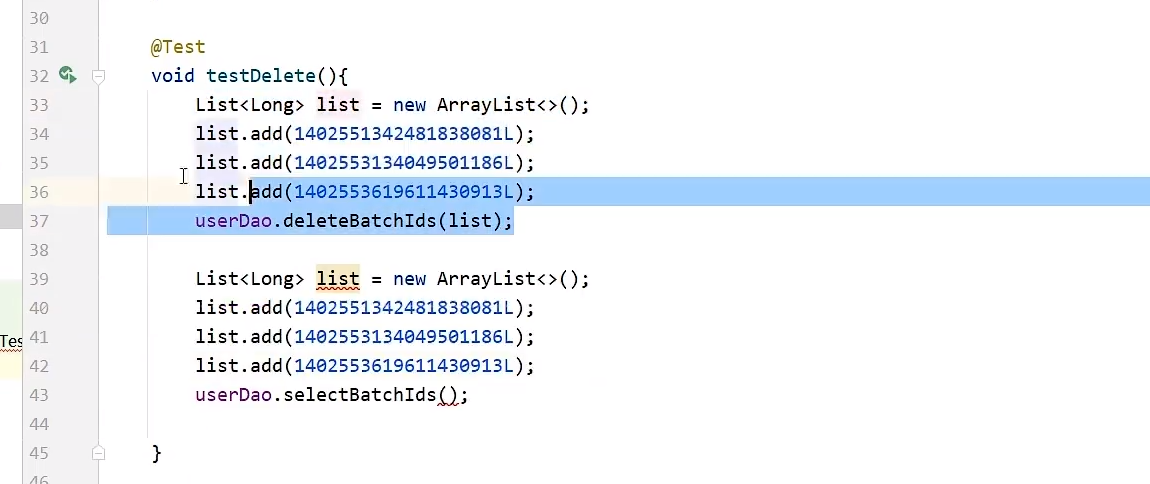 30
31 @Test
32 void testDelete(){
33 List<Long> list = new ArrayList<>();
34 list.add(1402551342481838081L);
35 list.add(1402553134049501186L);
36 list.add(1402553619611430913L);
37 userDao.deleteBatchIds(list);
38
39 List<Long> list = new ArrayList<>();
40 list.add(1402551342481838081L);
Tes 41 list.add(1402553134049501186L);
42 list.add(1402553619611430913L);
43 userDao.selectBatchIds();
44
45 }
46